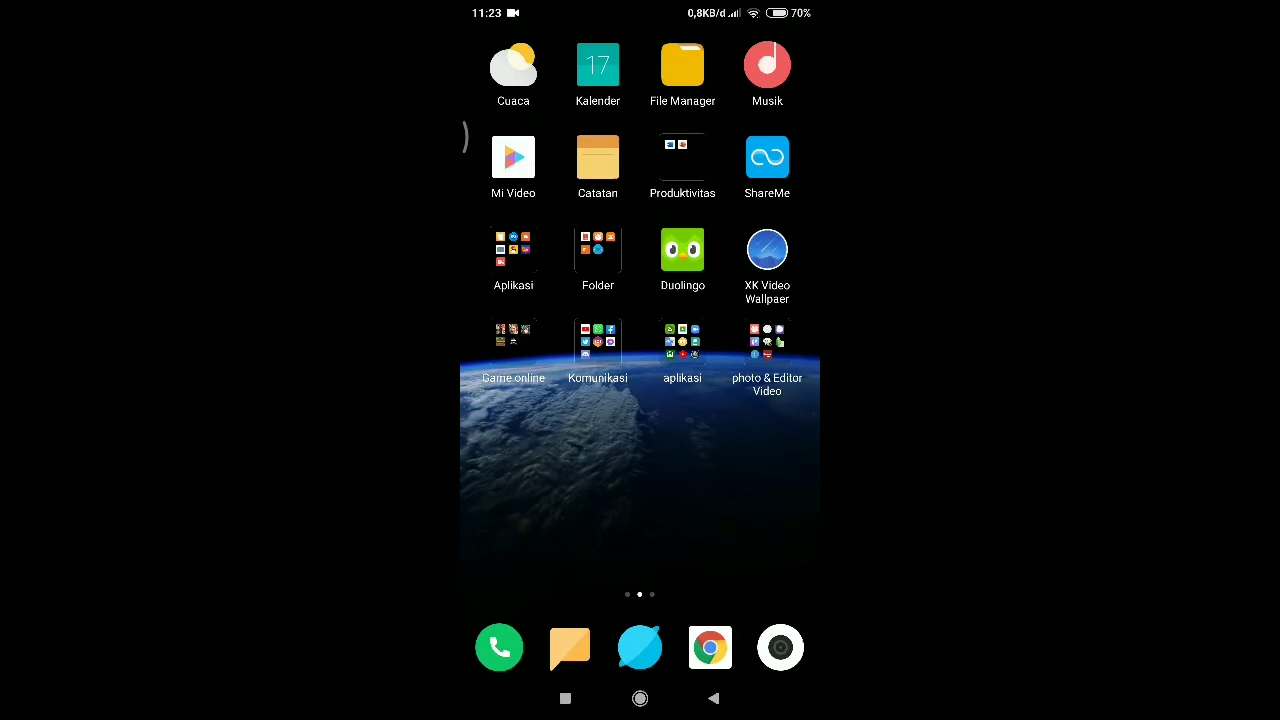 11:23 0,8KB/d 70%
17
Cuaca Kalender File Manager Musik
Mi Video Catatan Produktivitas ShareMe
Aplikasi Folder Duolingo XK Video
Wallpaer
Game online Komunikasi aplikasi photo & Editor
Video